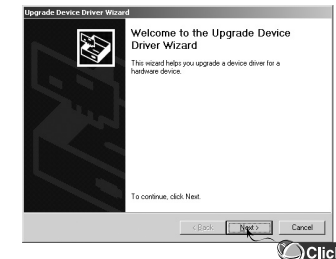 Upgrade Device Driver Wizard
Welcome to the Upgrade Device
Driver Wizard
This wizard helps you upgrade a device driver for a
hardware device.
To continue, click Next.
< Back
Next >
Cancel
Clic